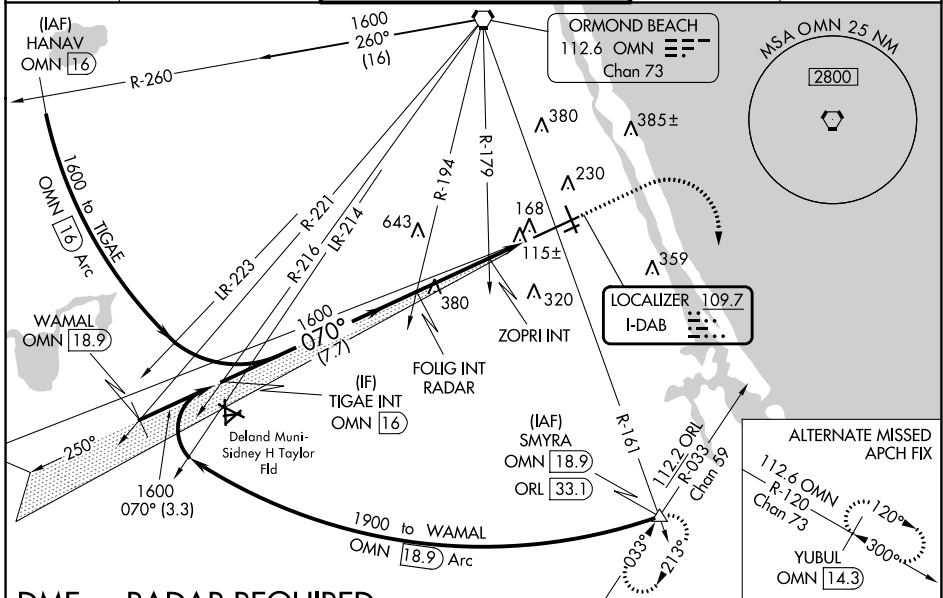 (IAF)
HANAV
OMN 16
1600
260°
(16)
R-260
ORMOND BEACH
112.6 OMN
Chan 73
MSA OMN 25 NM
2800
380
385±
230
168
643
115±
359
380
320
1600 to TIGAE
OMN 16 Arc
R-221
LR-223
R-216
LR-214
R-194
R-179
R-161
LOCALIZER 109.7
I-DAB
ZOPRI INT
WAMAL
OMN 18.9
1600
070°
(7.7)
FOLIG INT
RADAR
(IF)
TIGAE INT
OMN 16
250°
Deland Muni-
Sidney H Taylor
Fld
1600
070° (3.3)
(IAF)
SMYRA
OMN 18.9
ORL 33.1
112.2 ORL
R-033
Chan 59
1900 to WAMAL
OMN 18.9 Arc
033°
213°
ALTERNATE MISSED
APCH FIX
112.6 OMN
R-120
Chan 73
120°
300°
YUBUL
OMN 14.3